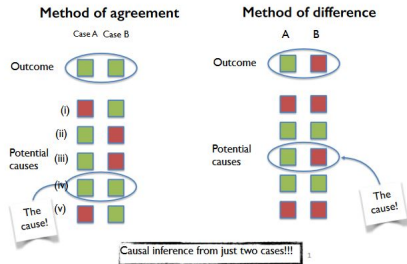 Method of agreement
Case A Case B
Outcome
(i)
(ii)
Potential causes
(iii)
(iv)
(v)
The cause!
Method of difference
A B
Outcome
Potential causes
The cause!
Causal inference from just two cases!!!
1